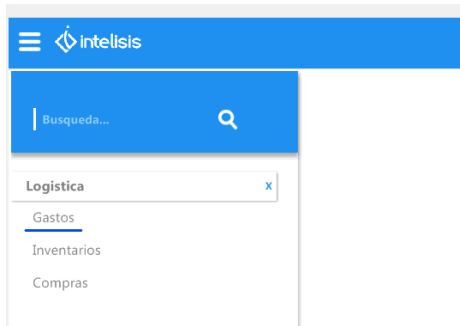 intelisis
Busqueda...
Logistica x
Gastos
Inventarios
Compras